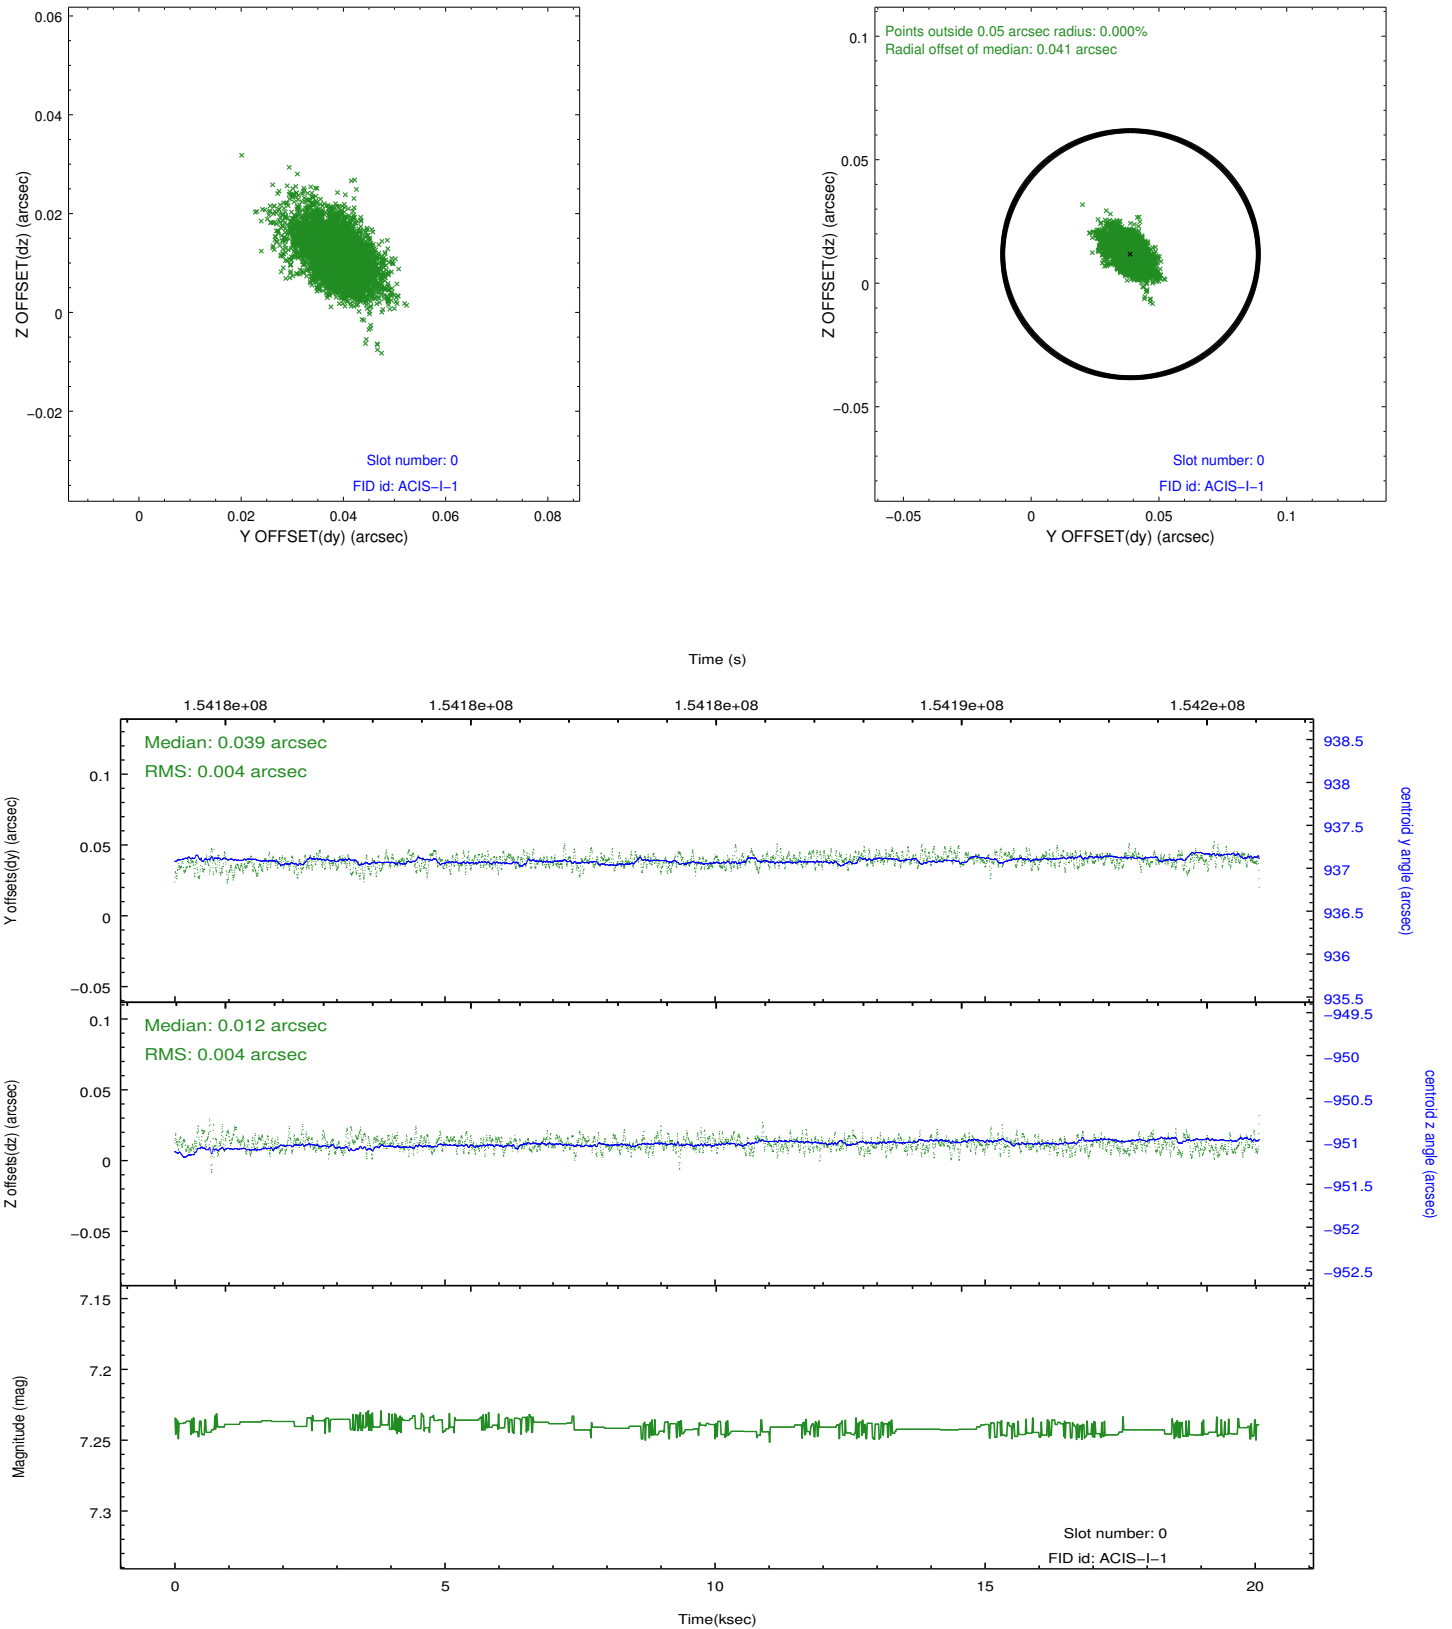 0.06
0.04
0.02
0
−0.02
Z OFFSET(dz) (arcsec)
Slot number: 0
FID id: ACIS−I−1
0
0.02
0.04
0.06
0.08
Y OFFSET(dy) (arcsec)
Points outside 0.05 arcsec radius: 0.000%
Radial offset of median: 0.041 arcsec
0.1
0.05
0
−0.05
Z OFFSET(dz) (arcsec)
Slot number: 0
FID id: ACIS−I−1
−0.05
0
0.05
0.1
Y OFFSET(dy) (arcsec)
Time (s)
1.5418e+08
1.5418e+08
1.5418e+08
1.5419e+08
1.542e+08
Median: 0.039 arcsec
RMS: 0.004 arcsec
0.1
0.05
0
−0.05
Y offsets(dy) (arcsec)
938.5
938
937.5
937
936.5
936
935.5
centroid y angle (arcsec)
Median: 0.012 arcsec
RMS: 0.004 arcsec
0.1
0.05
0
−0.05
Z offsets(dz) (arcsec)
−949.5
−950
−950.5
−951
−951.5
−952
−952.5
centroid z angle (arcsec)
7.15
7.2
7.25
7.3
Magnitude (mag)
Slot number: 0
FID id: ACIS−I−1
0
5
10
15
20
Time(ksec)